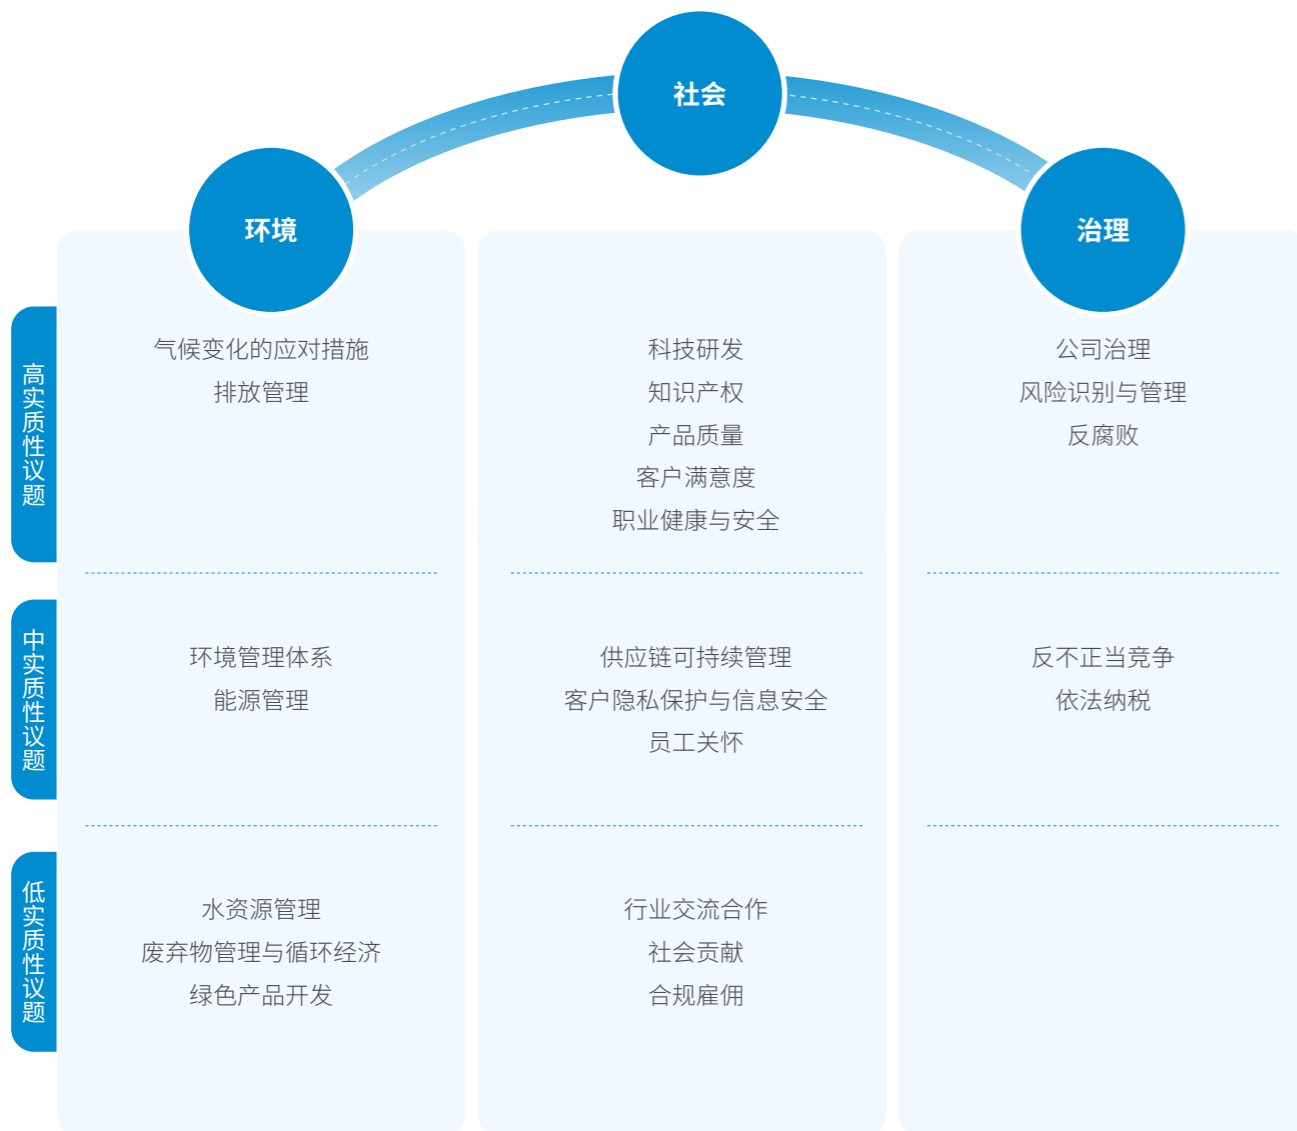 社会
环境
治理
高实质性议题
气候变化的应对措施
排放管理
科技研发
知识产权
产品质量
客户满意度
职业健康与安全
公司治理
风险识别与管理
反腐败
中实质性议题
环境管理体系
能源管理
供应链可持续管理
客户隐私保护与信息安全
员工关怀
反不正当竞争
依法纳税
低实质性议题
水资源管理
废弃物管理与循环经济
绿色产品开发
行业交流合作
社会贡献
合规雇佣